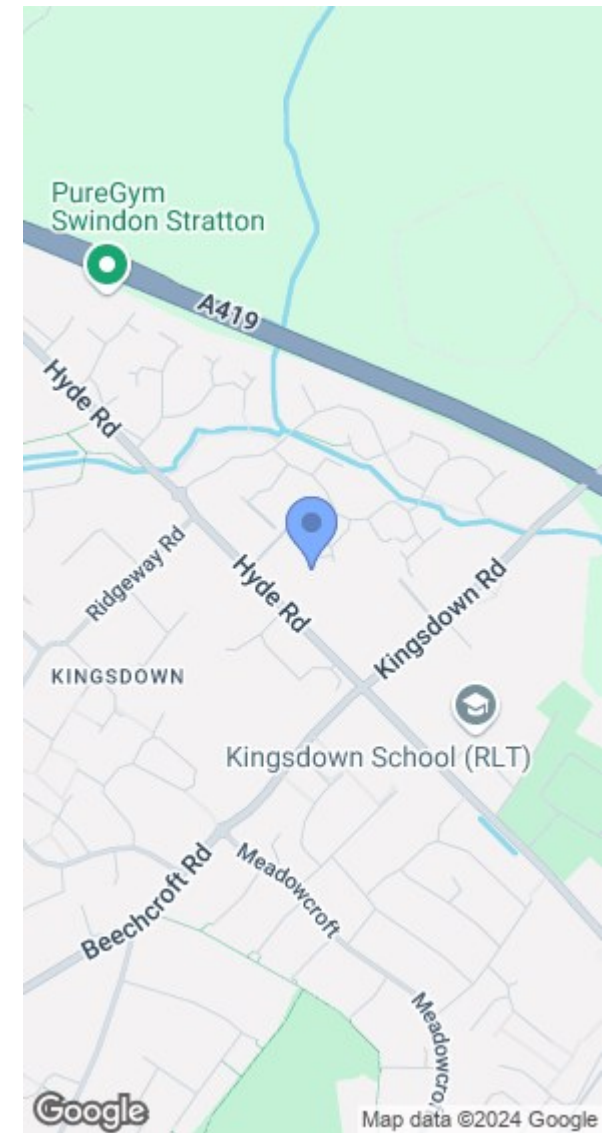 PureGym
Swindon Stratton
A419
Hyde Rd
Ridgeway Rd
Hyde Rd
Kingsdown Rd
KINGSDOWN
Kingsdown School (RLT)
Beechcroft Rd
Meadowcroft
Meadowcro
Google
Map data ©2024 Google